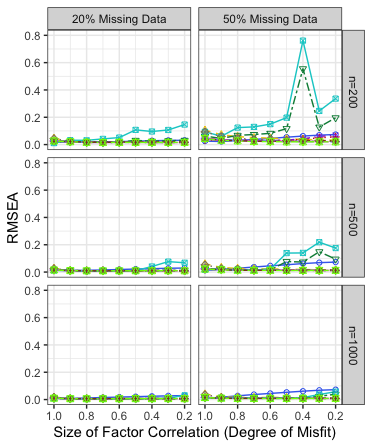 20% Missing Data 50% Missing Data
0.8
0.6
0.4
0.2
0.0
n=200
0.8
0.6
0.4
0.2
0.0
n=500
0.8
0.6
0.4
0.2
0.0
n=1000
RMSEA
1.0 0.8 0.6 0.4 0.2 1.0 0.8 0.6 0.4 0.2
Size of Factor Correlation (Degree of Misfit)